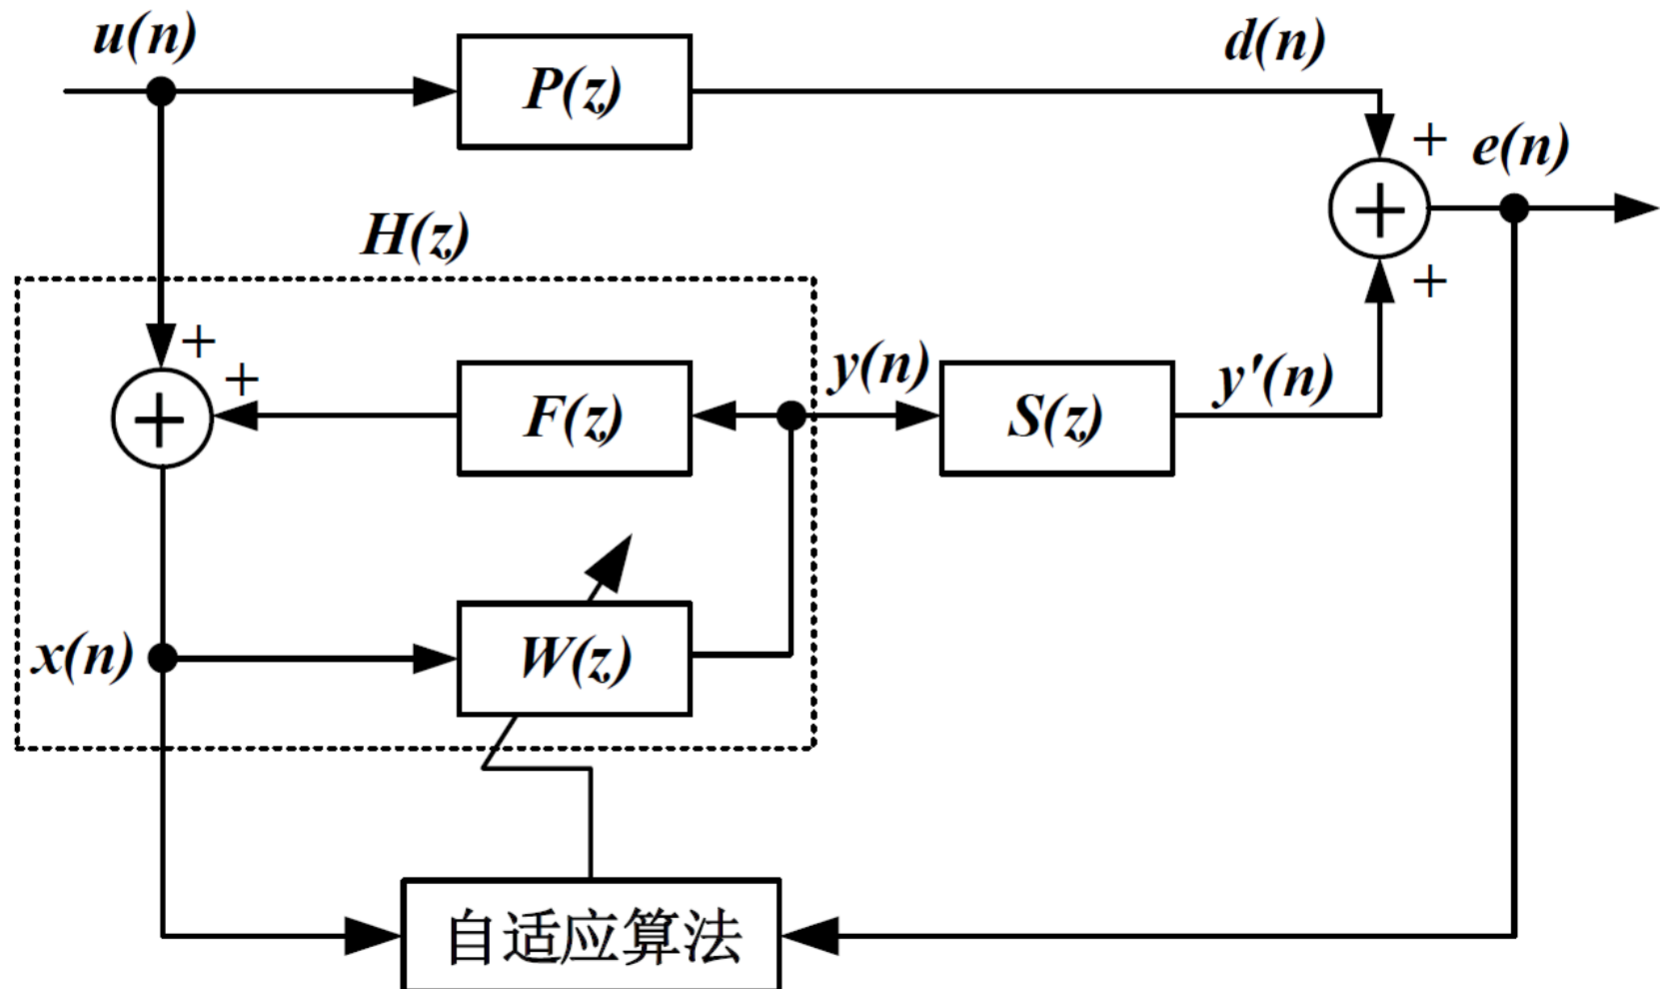 u(n)
P(z)
d(n)
+
e(n)
+
H(z)
+
+
+
F(z)
y(n)
S(z)
y'(n)
+
+
x(n)
W(z)
自适应算法